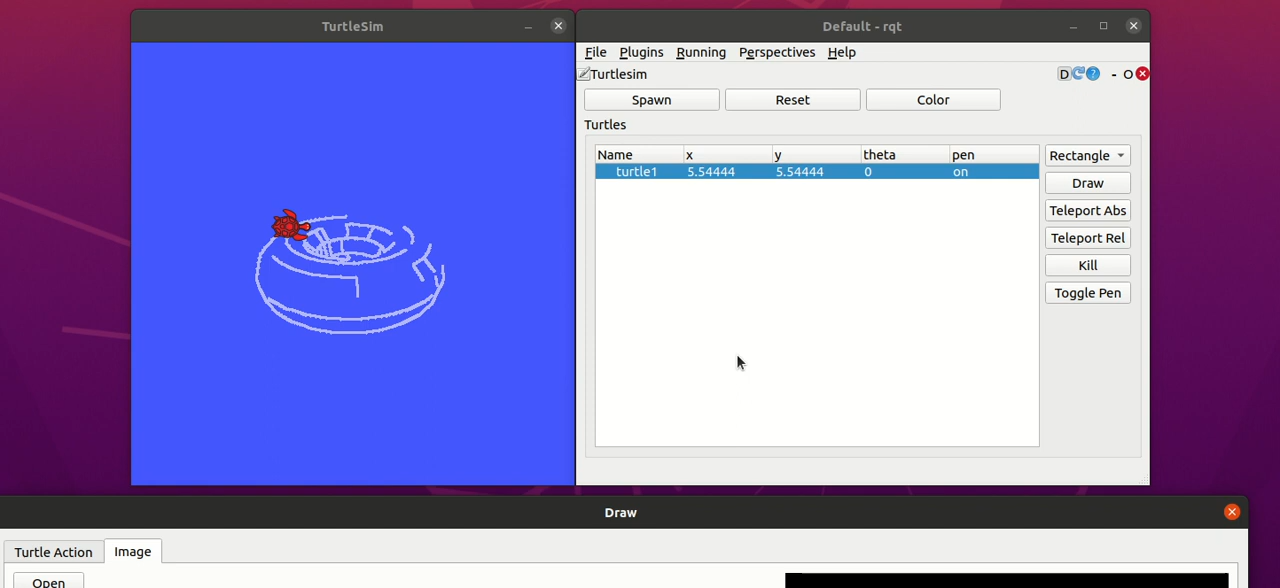 TurtleSim
Default - rqt
File Plugins Running Perspectives Help
Turtlesim
D ? - O
Spawn Reset Color
Turtles
Name x y theta pen
turtle1 5.54444 5.54444 0 on
Rectangle
Draw
Teleport Abs
Teleport Rel
Kill
Toggle Pen
Draw
Turtle Action Image
Open